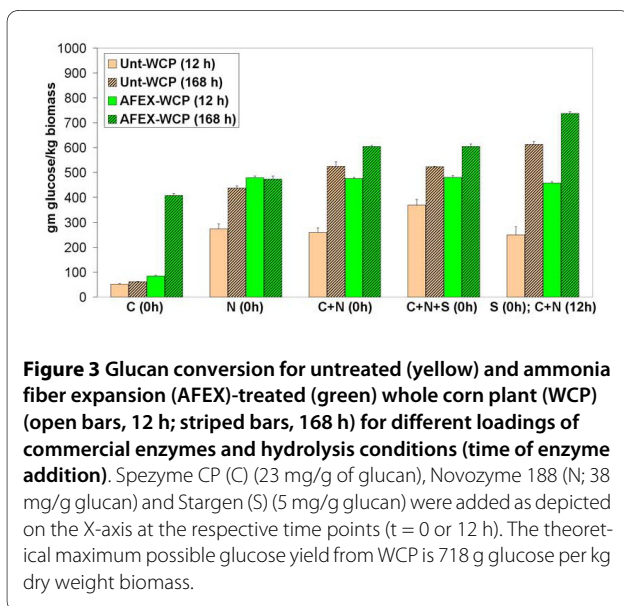 1000
900
800
700
600
500
400
300
200
100
0
gm glucose/kg biomass
Unt-WCP (12 h)
Unt-WCP (168 h)
AFEX-WCP (12 h)
AFEX-WCP (168 h)
C (0h) N (0h) C+N (0h) C+N+S (0h) S (0h); C+N (12h)
Figure 3 Glucan conversion for untreated (yellow) and ammonia
fiber expansion (AFEX)-treated (green) whole corn plant (WCP)
(open bars, 12 h; striped bars, 168 h) for different loadings of
commercial enzymes and hydrolysis conditions (time of enzyme
addition). Spezyme CP (C) (23 mg/g of glucan), Novozyme 188 (N; 38
mg/g glucan) and Stargen (S) (5 mg/g glucan) were added as depicted
on the X-axis at the respective time points (t = 0 or 12 h). The theoret-
ical maximum possible glucose yield from WCP is 718 g glucose per kg
dry weight biomass.